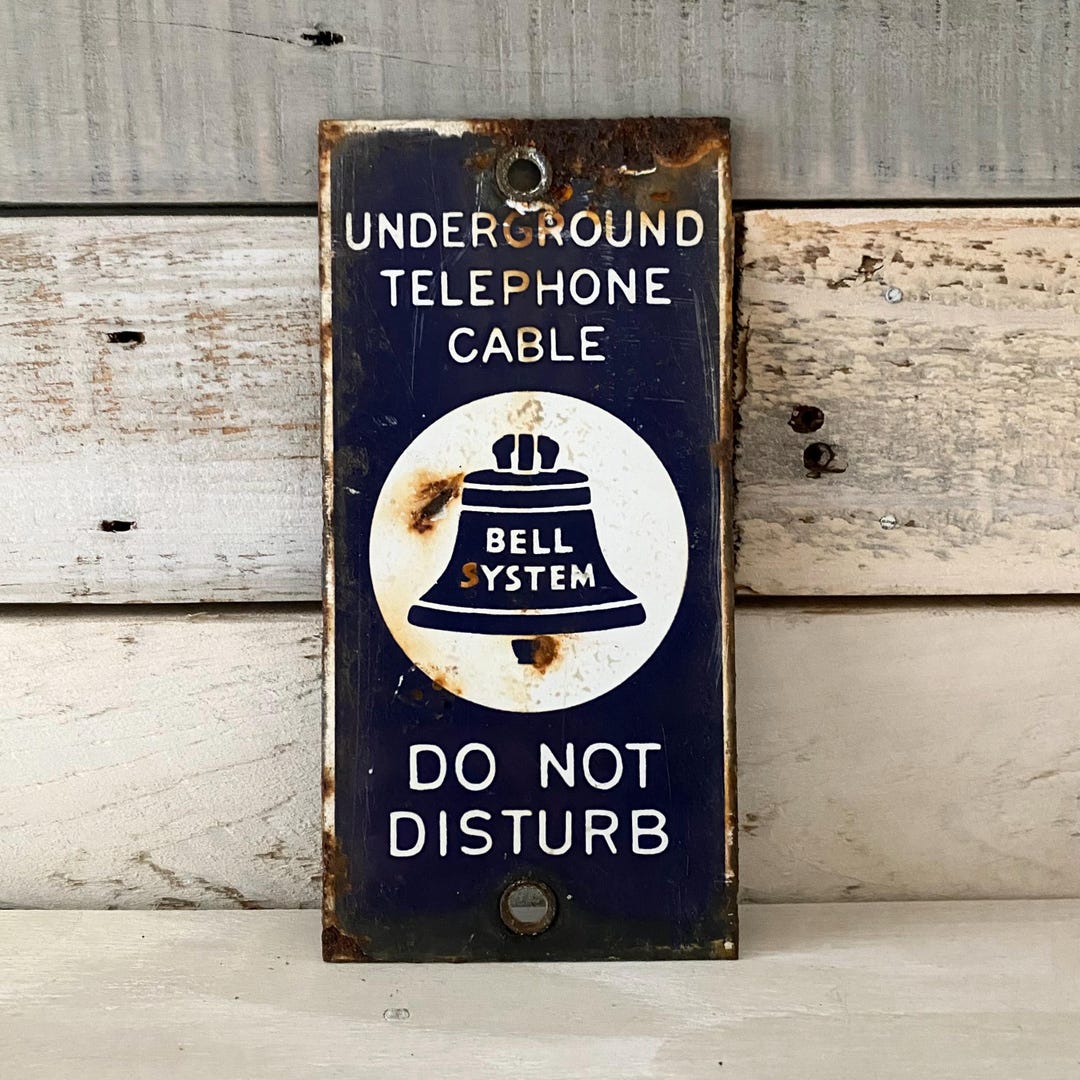 UNDERGROUND
TELEPHONE
CABLE
BELL
SYSTEM
DO NOT
DISTURB